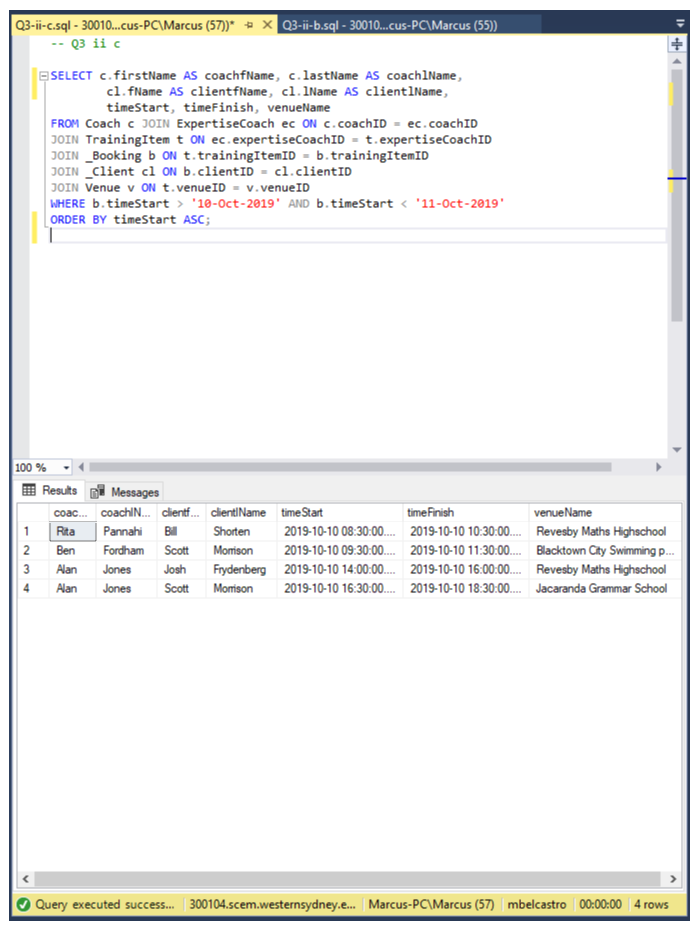 Q3-ii-c.sql - 30010...cus-PC\Marcus (57))* Q3-ii-b.sql - 30010...cus-PC\Marcus (55))
-- Q3 ii c
SELECT c.firstName AS coachfName, c.lastName AS coachlName,
cl.fName AS clientfName, cl.lName AS clientlName,
timeStart, timeFinish, venueName
FROM Coach c JOIN ExpertiseCoach ec ON c.coachID = ec.coachID
JOIN TrainingItem t ON ec.expertiseCoachID = t.expertiseCoachID
JOIN _Booking b ON t.trainingItemID = b.trainingItemID
JOIN _Client cl ON b.clientID = cl.clientID
JOIN Venue v ON t.venueID = v.venueID
WHERE b.timeStart > '10-Oct-2019' AND b.timeStart < '11-Oct-2019'
ORDER BY timeStart ASC;
100 %
Results Messages
coac... coachlN... clientf... clientlName timeStart timeFinish venueName
1 Rita Pannahi Bill Shorten 2019-10-10 08:30:00.... 2019-10-10 10:30:00.... Revesby Maths Highschool
2 Ben Fordham Scott Morrison 2019-10-10 09:30:00.... 2019-10-10 11:30:00.... Blacktown City Swimming p...
3 Alan Jones Josh Frydenberg 2019-10-10 14:00:00.... 2019-10-10 16:00:00.... Revesby Maths Highschool
4 Alan Jones Scott Morrison 2019-10-10 16:30:00.... 2019-10-10 18:30:00.... Jacaranda Grammar School
Query executed success... 300104.scem.westernsydney.e... Marcus-PC\Marcus (57) mbelcastro 00:00:00 4 rows